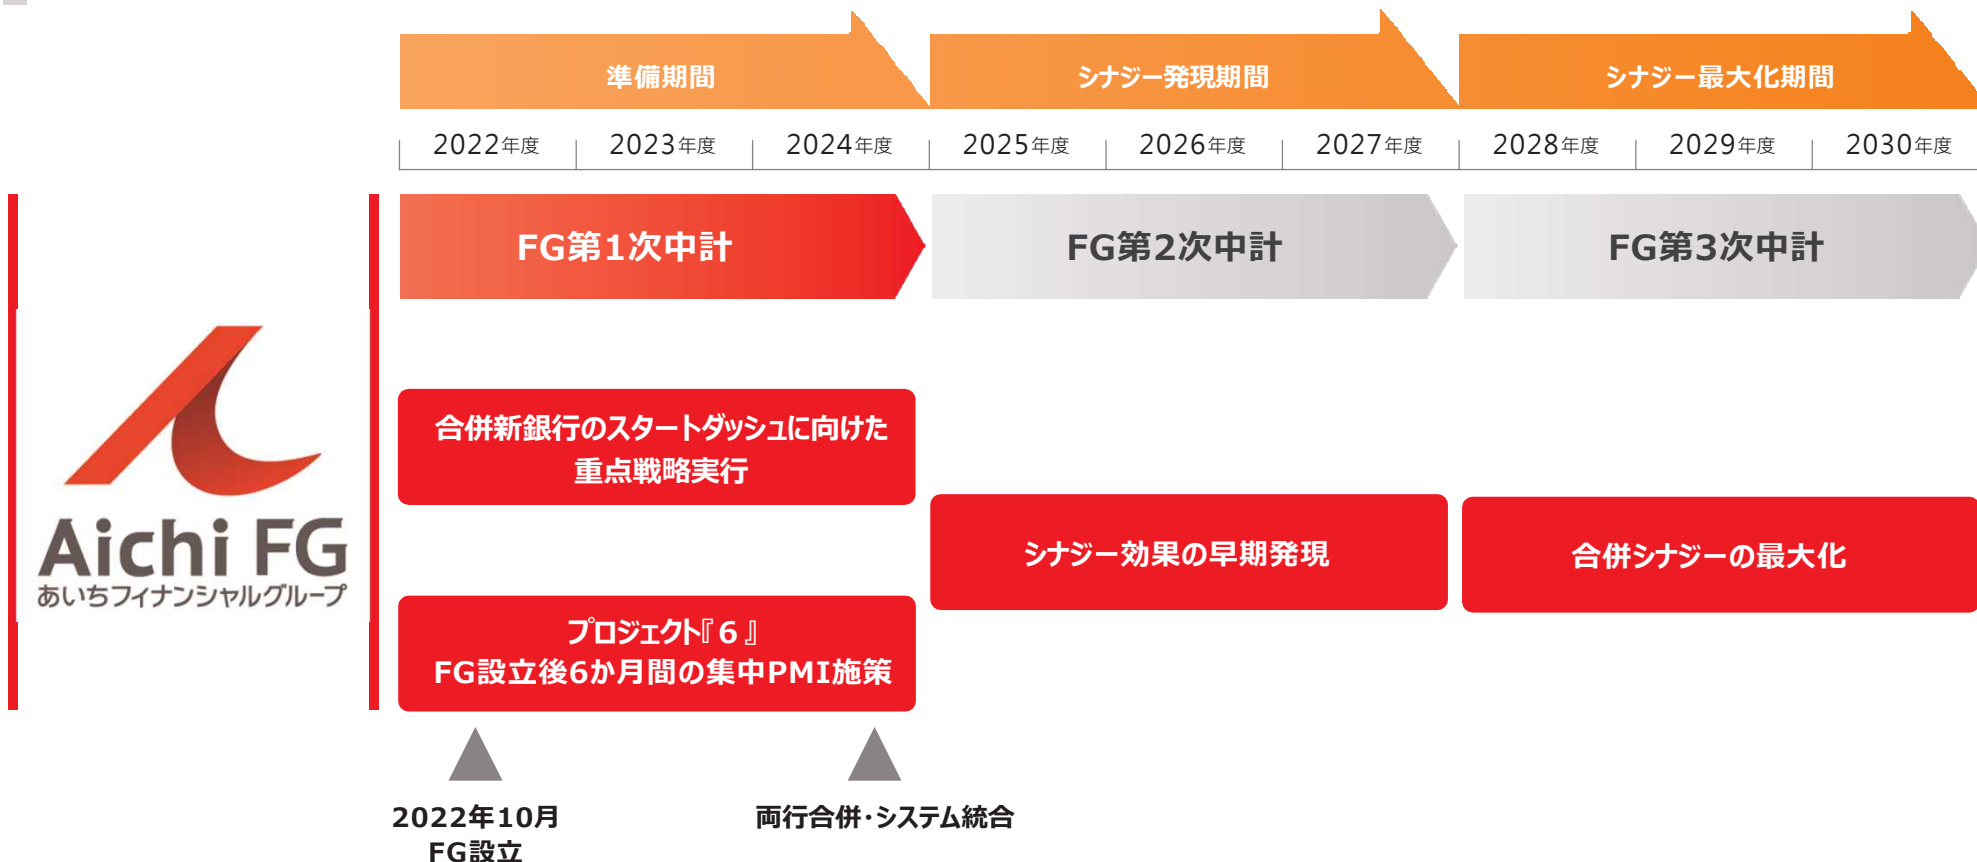 準備期間
シナジー発現期間
シナジー最大化期間
2022年度
2023年度
2024年度
2025年度
2026年度
2027年度
2028年度
2029年度
2030年度
FG第1次中計
FG第2次中計
FG第3次中計
Aichi FG
あいちフィナンシャルグループ
合併新銀行のスタートダッシュに向けた
重点戦略実行
プロジェクト『6』
FG設立後6か月間の集中PMI施策
シナジー効果の早期発現
合併シナジーの最大化
2022年10月
FG設立
両行合併・システム統合